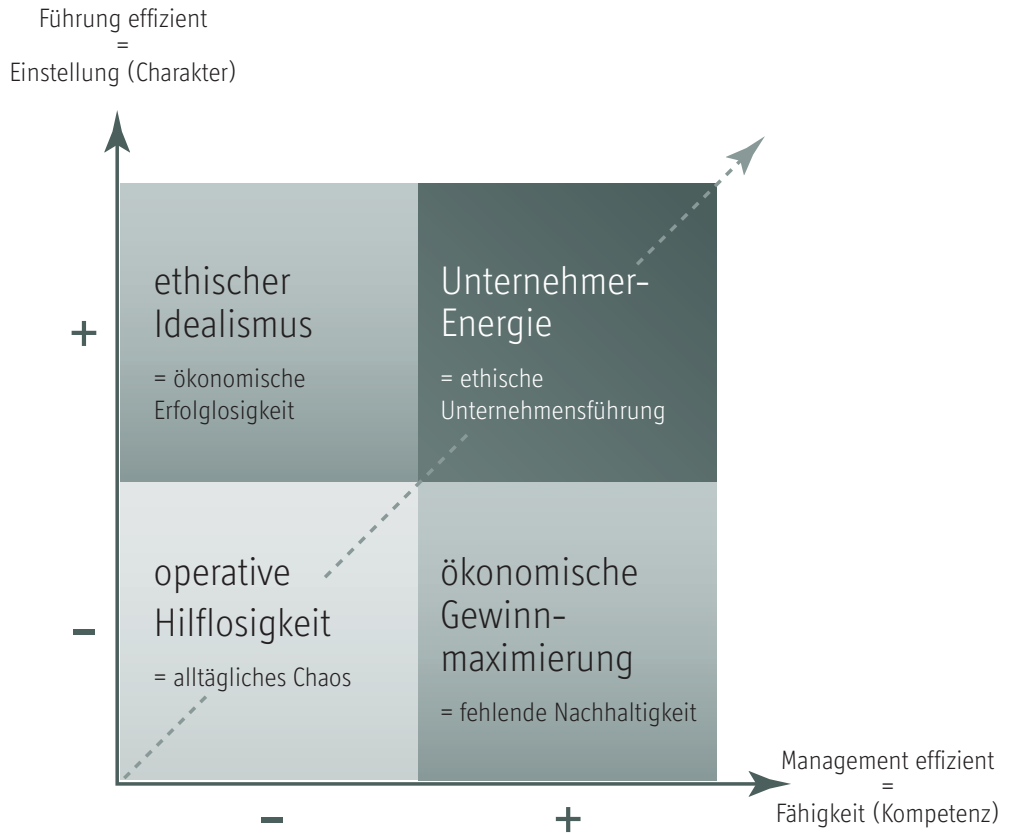 Führung effizient
=
Einstellung (Charakter)
ethischer
Idealismus
= ökonomische
Erfolglosigkeit
Unternehmer-
Energie
= ethische
Unternehmensführung
+
operative
Hilflosigkeit
= alltägliches Chaos
ökonomische
Gewinn-
maximierung
= fehlende Nachhaltigkeit
–
Management effizient
=
Fähigkeit (Kompetenz)
– +